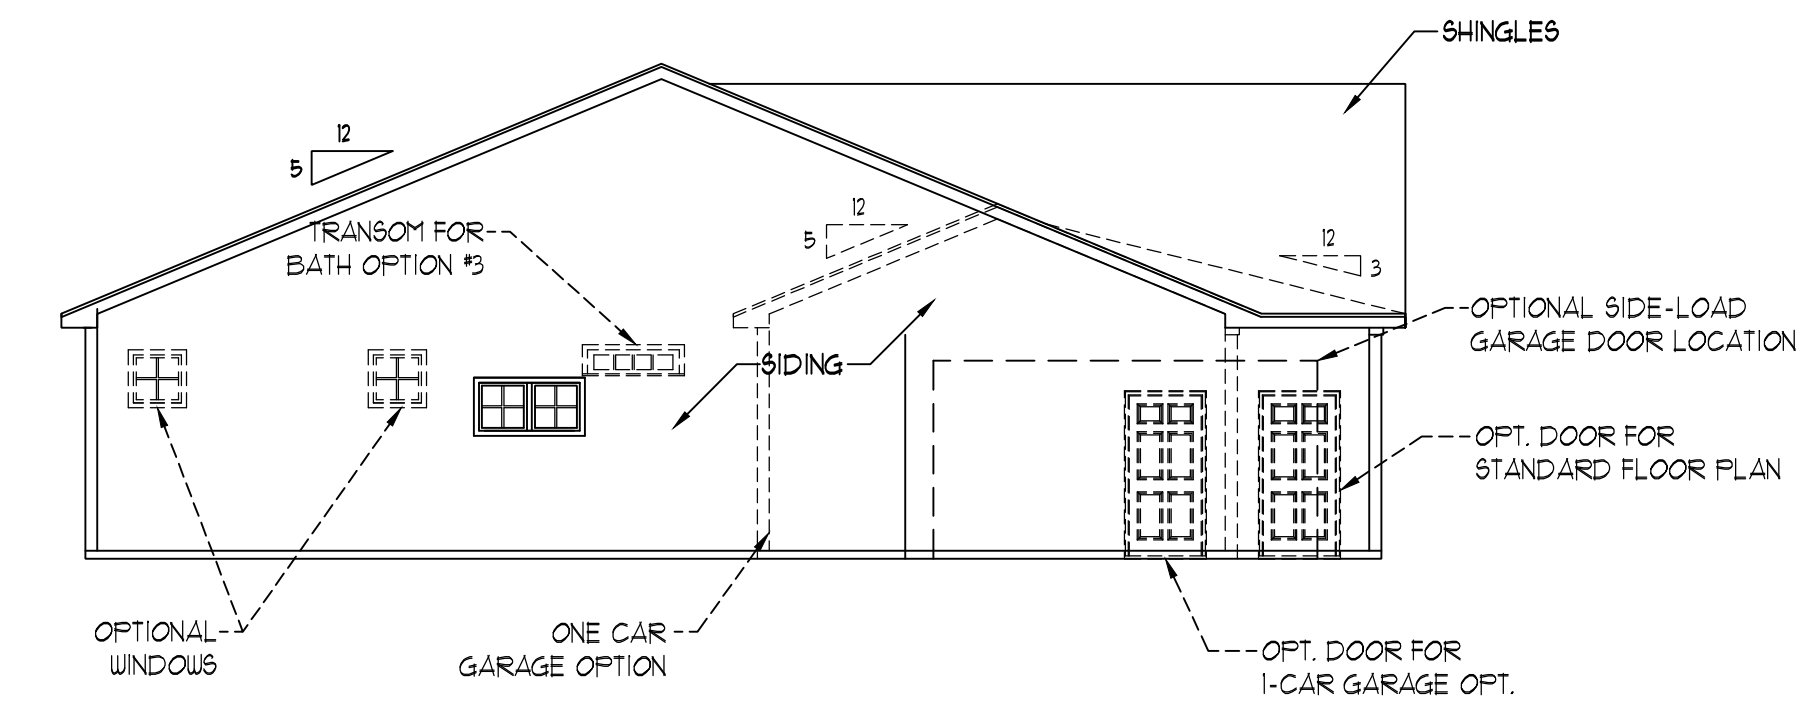 SHINGLES
12
5
TRANSOM FOR
BATH OPTION #3
12
5
12
3
OPTIONAL SIDE-LOAD
GARAGE DOOR LOCATION
SIDING
OPT. DOOR FOR
STANDARD FLOOR PLAN
OPTIONAL
WINDOWS
ONE CAR
GARAGE OPTION
OPT. DOOR FOR
1-CAR GARAGE OPT.